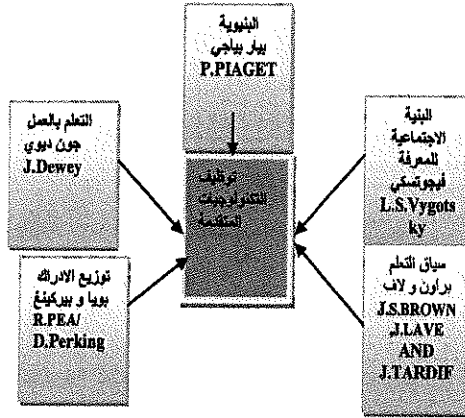 البنيوية
بيار بياجي
P.PIAGET
التعلم بالعمل
جون ديوي
J.Dewey
البنية
الاجتماعية
للمعرفة
فيجوتسكي
L.S.Vygots
ky
توظيف
التكنولوجيات
المتقدمة
توزيع الادراك
بويا و بيركينغ
R.PEA/
D.Perking
سياق التعلم
براون و لاف
J.S.BROWN
,J.LAVE
AND
J.TARDIF